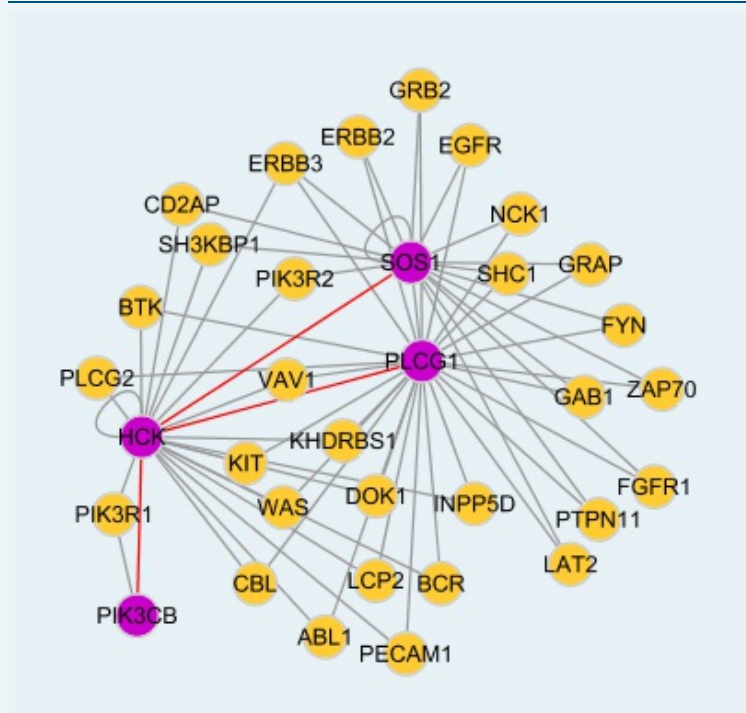 GRB2
ERBB2
EGFR
ERBB3
CD2AP
NCK1
SH3KBP1
SOS1
SHC1
GRAP
PIK3R2
BTK
FYN
PLCG1
PLCG2
VAV1
GAB1
ZAP70
HCK
KHDRBS1
KIT
FGFR1
WAS
DOK1
INPP5D
PIK3R1
PTPN11
LAT2
CBL
LCP2
BCR
PIK3CB
ABL1
PECAM1